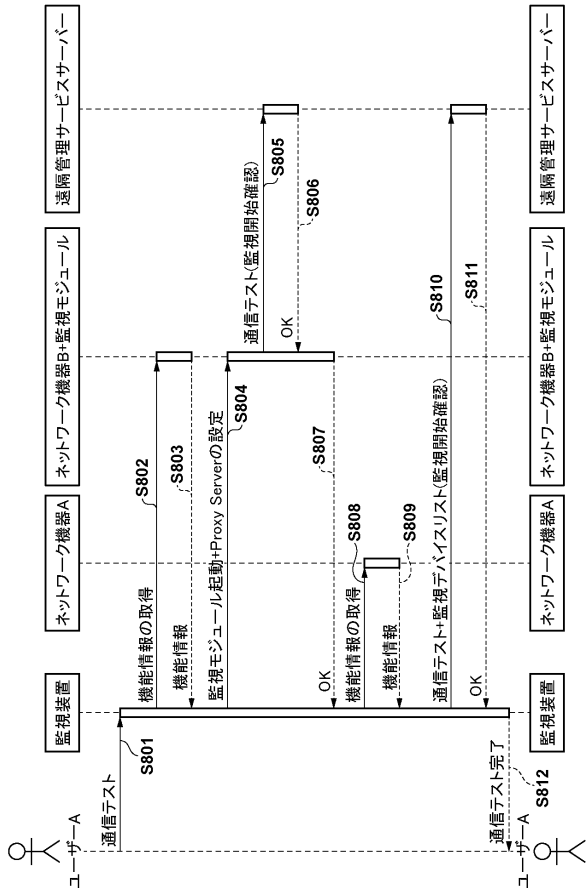 ユーザーA
監視装置
ネットワーク機器A
ネットワーク機器B+監視モジュール
遠隔管理サービスサーバー
通信テスト
S801
機能情報の取得
S802
機能情報
S803
監視モジュール起動+Proxy Serverの設定
S804
通信テスト(監視開始確認)
S805
OK
S806
OK
S807
機能情報の取得
S808
機能情報
S809
通信テスト+監視デバイスリスト(監視開始確認)
S810
OK
S811
通信テスト完了
S812
ユーザーA
監視装置
ネットワーク機器A
ネットワーク機器B+監視モジュール
遠隔管理サービスサーバー